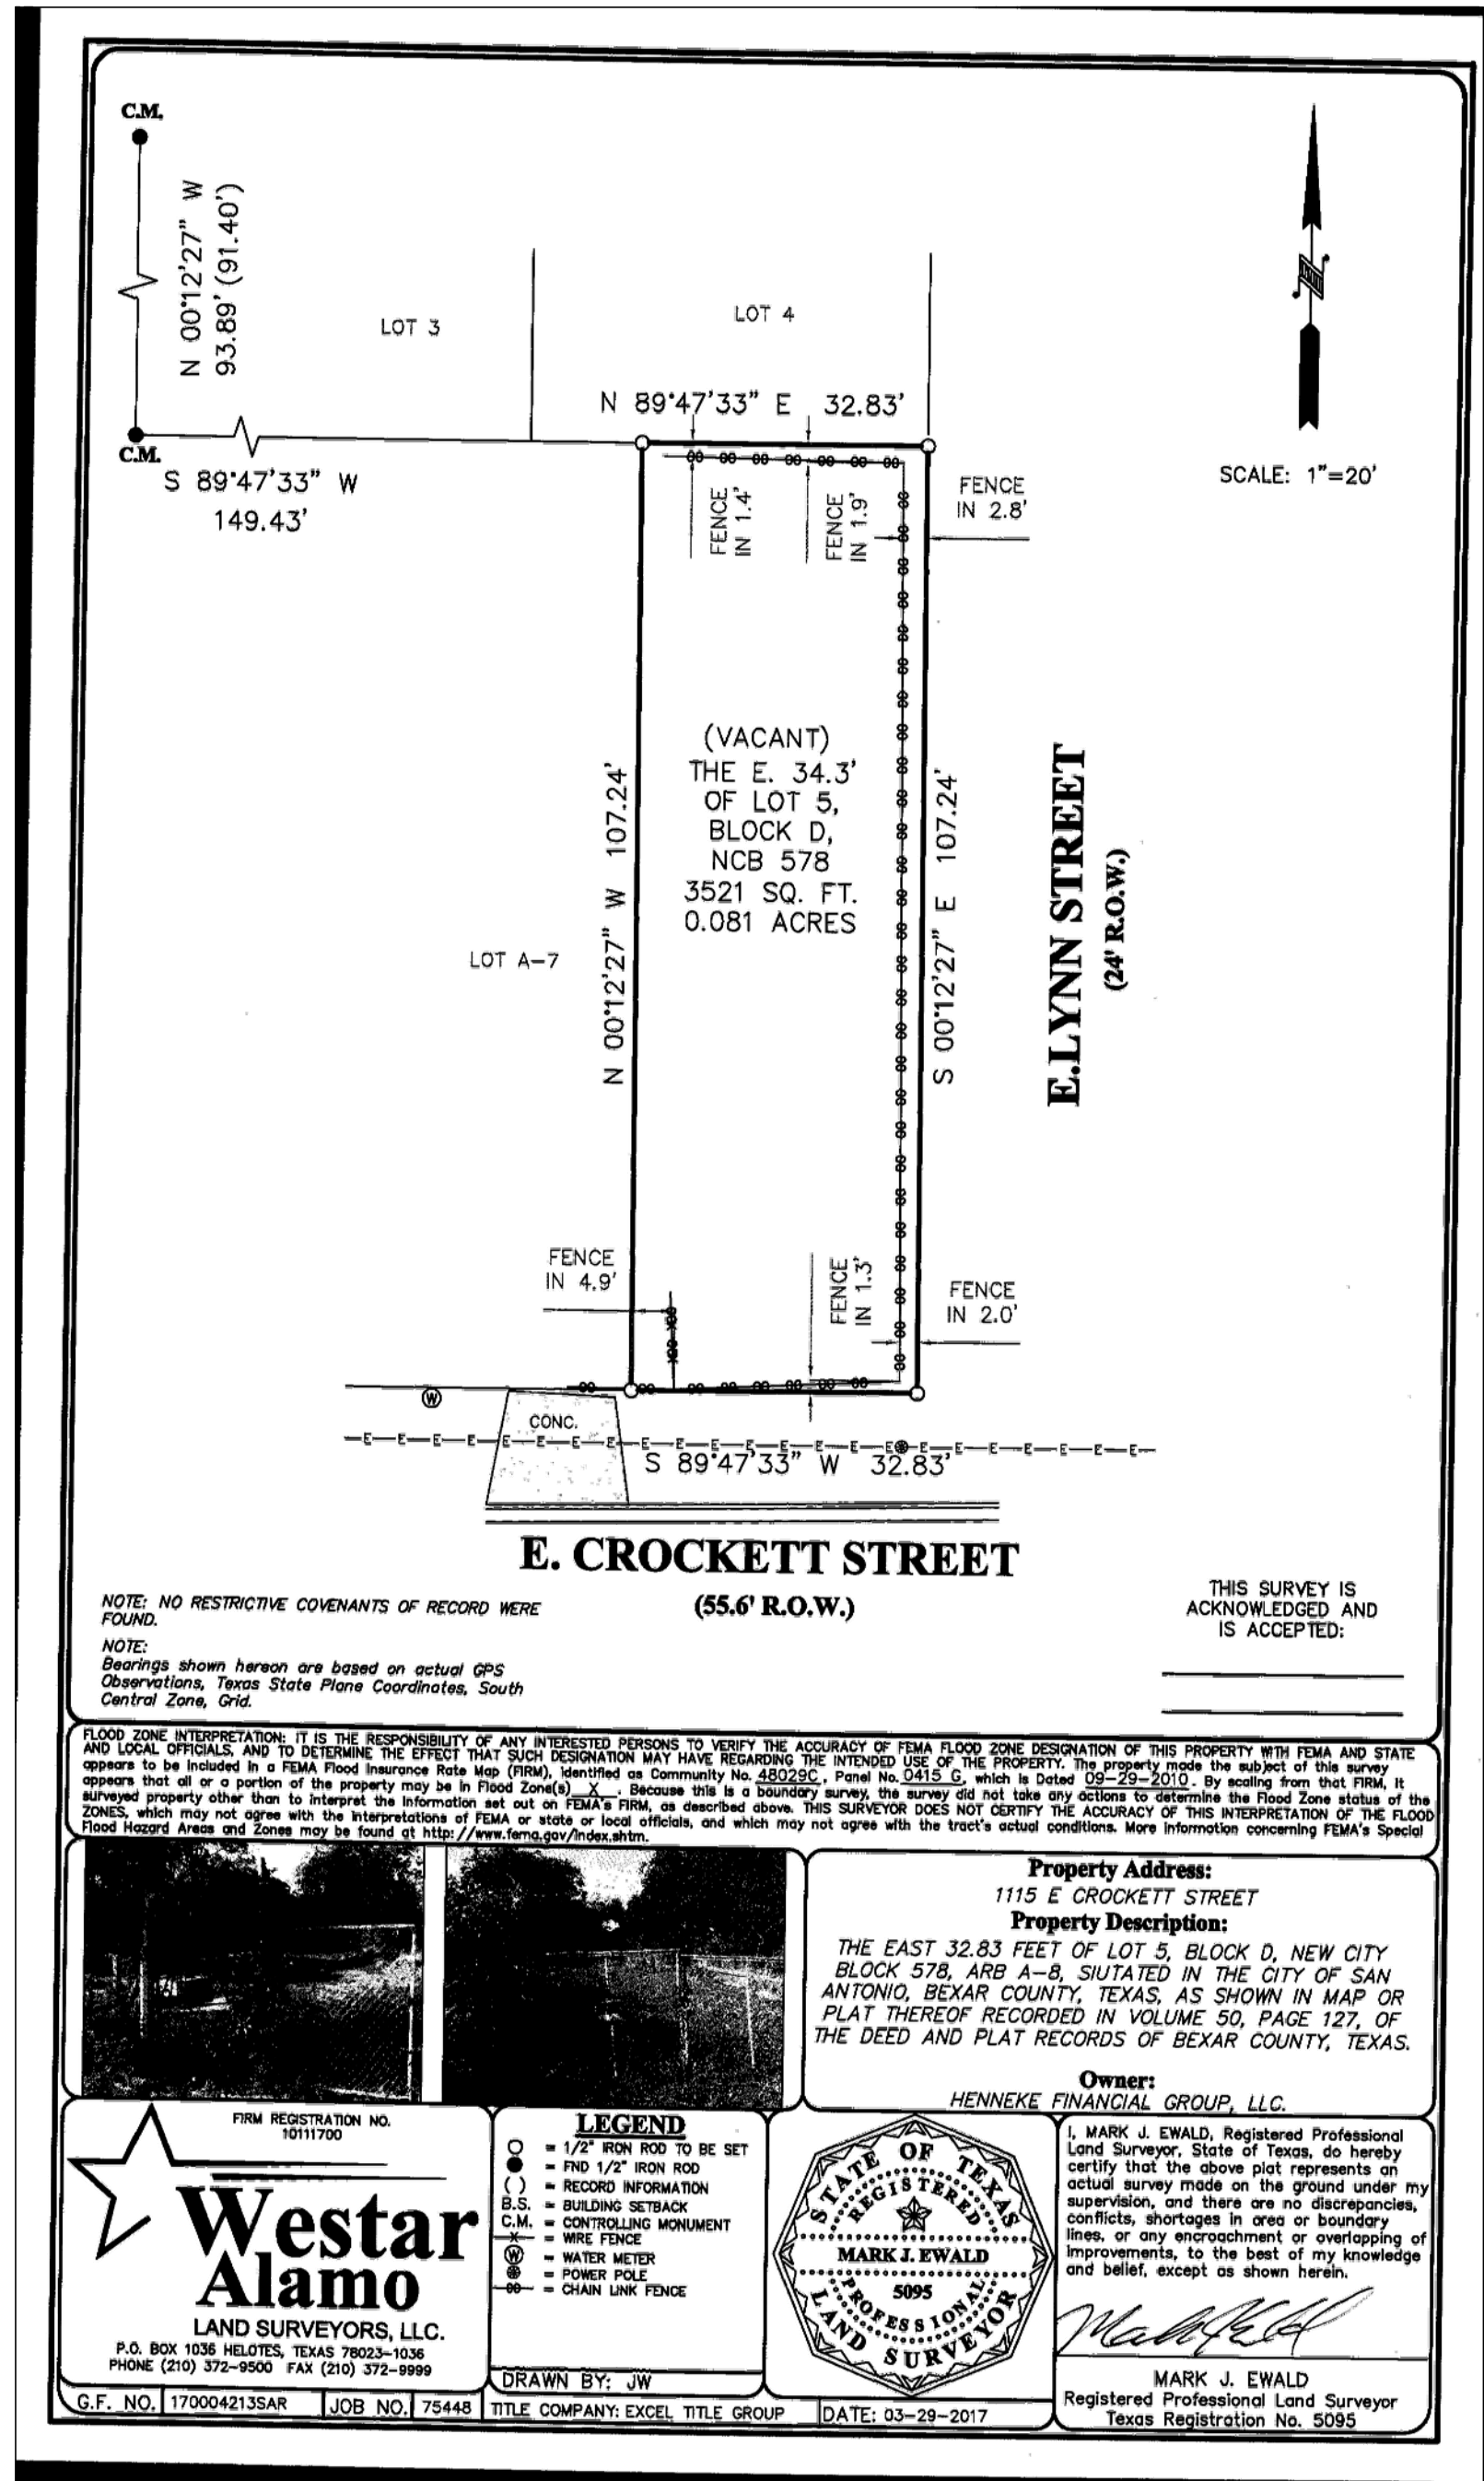 C.M.
N 00°12'27" W
93.89' (91.40')
LOT 3
LOT 4
N 89°47'33" E 32.83'
C.M.
S 89°47'33" W
149.43'
SCALE: 1"=20'
FENCE
IN 1.4'
FENCE
IN 1.9'
FENCE
IN 2.8'
(VACANT)
THE E. 34.3'
OF LOT 5,
BLOCK D,
NCB 578
3521 SQ. FT.
0.081 ACRES
N 00°12'27" W 107.24'
S 00°12'27" E 107.24'
E.LYNN STREET
(24' R.O.W.)
LOT A-7
FENCE
IN 4.9'
FENCE
IN 1.3'
FENCE
IN 2.0'
W
CONC.
E E E E E E E E E E E E E E E E E E E E E E
S 89°47'33" W 32.83'
E. CROCKETT STREET
(55.6' R.O.W.)
NOTE: NO RESTRICTIVE COVENANTS OF RECORD WERE
FOUND.
NOTE:
Bearings shown hereon are based on actual GPS
Observations, Texas State Plane Coordinates, South
Central Zone, Grid.
THIS SURVEY IS
ACKNOWLEDGED AND
IS ACCEPTED:
FLOOD ZONE INTERPRETATION: IT IS THE RESPONSIBILITY OF ANY INTERESTED PERSONS TO VERIFY THE ACCURACY OF FEMA FLOOD ZONE DESIGNATION OF THIS PROPERTY WITH FEMA AND STATE
AND LOCAL OFFICIALS, AND TO DETERMINE THE EFFECT THAT SUCH DESIGNATION MAY HAVE REGARDING THE INTENDED USE OF THE PROPERTY. The property made the subject of this survey
appears to be included in a FEMA Flood Insurance Rate Map (FIRM), identified as Community No. 48029C, Panel No. 0415 G, which is Dated 09-29-2010. By scaling from that FIRM, it
appears that all or a portion of the property may be in Flood Zone(s) X. Because this is a boundary survey, the survey did not take any actions to determine the Flood Zone status of the
surveyed property other than to interpret the information set out on FEMA's FIRM, as described above. THIS SURVEYOR DOES NOT CERTIFY THE ACCURACY OF THIS INTERPRETATION OF THE FLOOD
ZONES, which may not agree with the interpretations of FEMA or state or local officials, and which may not agree with the tract's actual conditions. More information concerning FEMA's Special
Flood Hazard Areas and Zones may be found at http://www.fema.gov/index.shtm.
Property Address:
1115 E CROCKETT STREET
Property Description:
THE EAST 32.83 FEET OF LOT 5, BLOCK D, NEW CITY
BLOCK 578, ARB A-8, SIUTATED IN THE CITY OF SAN
ANTONIO, BEXAR COUNTY, TEXAS, AS SHOWN IN MAP OR
PLAT THEREOF RECORDED IN VOLUME 50, PAGE 127, OF
THE DEED AND PLAT RECORDS OF BEXAR COUNTY, TEXAS.
Owner:
HENNEKE FINANCIAL GROUP, LLC.
FIRM REGISTRATION NO.
10111700
Westar
Alamo
LAND SURVEYORS, LLC.
P.O. BOX 1036 HELOTES, TEXAS 78023-1036
PHONE (210) 372-9500 FAX (210) 372-9999
LEGEND
= 1/2" IRON ROD TO BE SET
= FND 1/2" IRON ROD
( ) = RECORD INFORMATION
B.S. = BUILDING SETBACK
C.M. = CONTROLLING MONUMENT
X = WIRE FENCE
W = WATER METER
= POWER POLE
= CHAIN LINK FENCE
DRAWN BY: JW
STATE OF TEXAS
REGISTERED
MARK J. EWALD
5095
PROFESSIONAL
LAND SURVEYOR
I, MARK J. EWALD, Registered Professional
Land Surveyor, State of Texas, do hereby
certify that the above plat represents an
actual survey made on the ground under my
supervision, and there are no discrepancies,
conflicts, shortages in area or boundary
lines, or any encroachment or overlapping of
improvements, to the best of my knowledge
and belief, except as shown herein.
MARK J. EWALD
Registered Professional Land Surveyor
Texas Registration No. 5095
G.F. NO. 170004213SAR
JOB NO. 75448
TITLE COMPANY: EXCEL TITLE GROUP
DATE: 03-29-2017